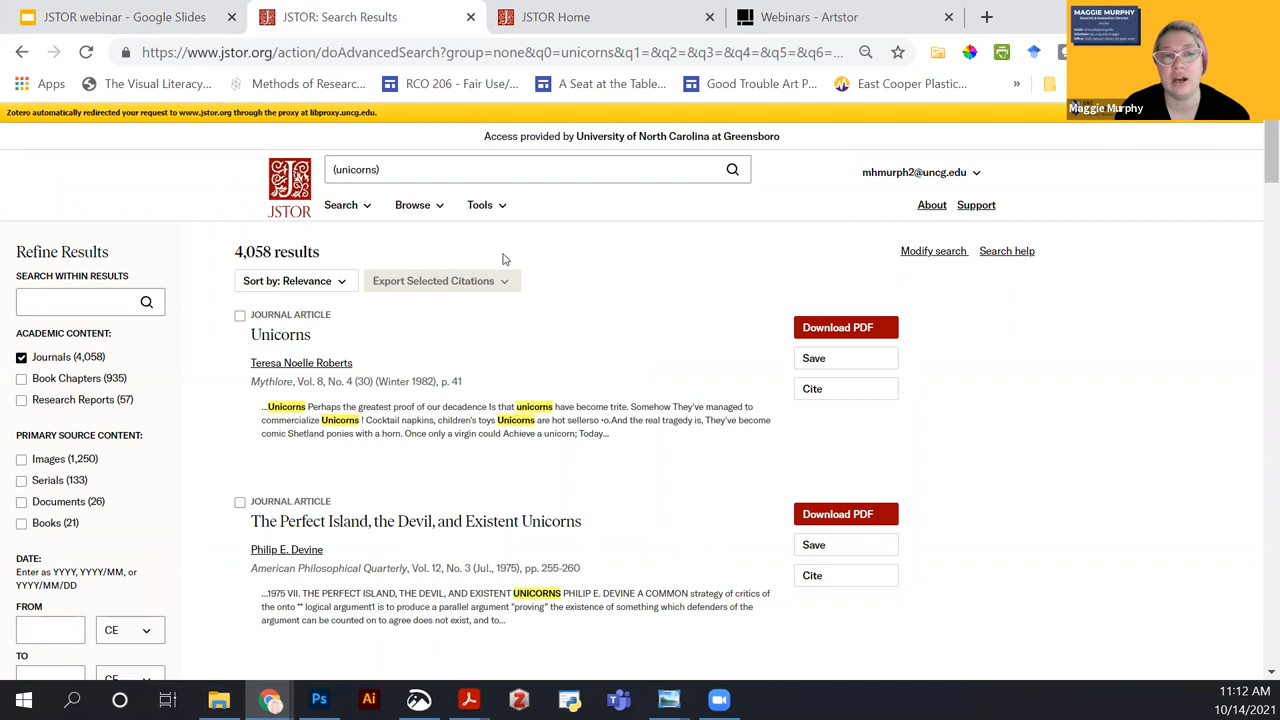 JSTOR webinar - Google Slides
JSTOR: Search Results
JSTOR Home
Webinars - Artstor
MAGGIE MURPHY
https://www-jstor-org/action/doAdvancedSearch?group=none&q0=unicorns&q1=&q2=&q3=&q4=&q5=&q6=
Apps
The Visual Literacy...
Methods of Resear...
RCO 206 - Fair Use/...
A Seat at the Table...
Good Trouble Art P...
East Cooper Plastic...
»
Maggie Murphy
Zotero automatically redirected your request to www.jstor.org through the proxy at libproxy.uncg.edu.
Access provided by University of North Carolina at Greensboro
(unicorns)
mhmurph2@uncg.edu
JSTOR
Search
Browse
Tools
About
Support
Refine Results
4,058 results
Modify search
Search help
SEARCH WITHIN RESULTS
Sort by: Relevance
Export Selected Citations
ACADEMIC CONTENT:
Journals (4,058)
Book Chapters (935)
Research Reports (57)
PRIMARY SOURCE CONTENT:
Images (1,250)
Serials (133)
Documents (26)
Books (21)
DATE:
Enter as YYYY, YYYY/MM, or
YYYY/MM/DD
FROM
CE
TO
CE
JOURNAL ARTICLE
Unicorns
Teresa Noelle Roberts
Mythlore, Vol. 8, No. 4 (30) (Winter 1982), p. 41
...Unicorns Perhaps the greatest proof of our decadence Is that unicorns have become trite. Somehow They've managed to
commercialize Unicorns ! Cocktail napkins, children's toys Unicorns are hot sellerso •o.And the real tragedy is, They've become
comic Shetland ponies with a horn. Once only a virgin could Achieve a unicorn; Today...
Download PDF
Save
Cite
JOURNAL ARTICLE
The Perfect Island, the Devil, and Existent Unicorns
Philip E. Devine
American Philosophical Quarterly, Vol. 12, No. 3 (Jul., 1975), pp. 255-260
...1975 VII. THE PERFECT ISLAND, THE DEVIL, AND EXISTENT UNICORNS PHILIP E. DEVINE A COMMON strategy of critics of
the onto ** logical argument1 is to produce a parallel argument "proving" the existence of something which defenders of the
argument can be counted on to agree does not exist, and to...
Download PDF
Save
Cite
11:12 AM
10/14/2021